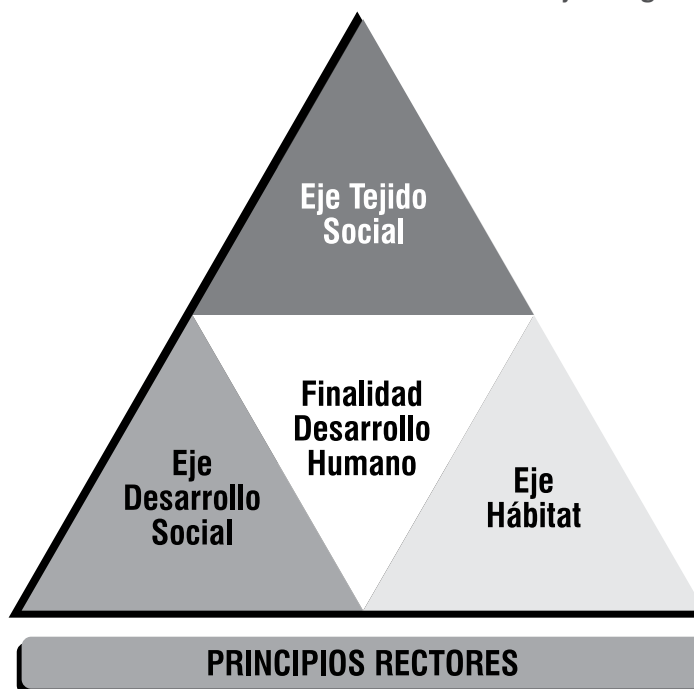 Eje Tejido
Social
Finalidad
Desarrollo
Humano
Eje
Desarrollo
Social
Eje
Hábitat
PRINCIPIOS RECTORES